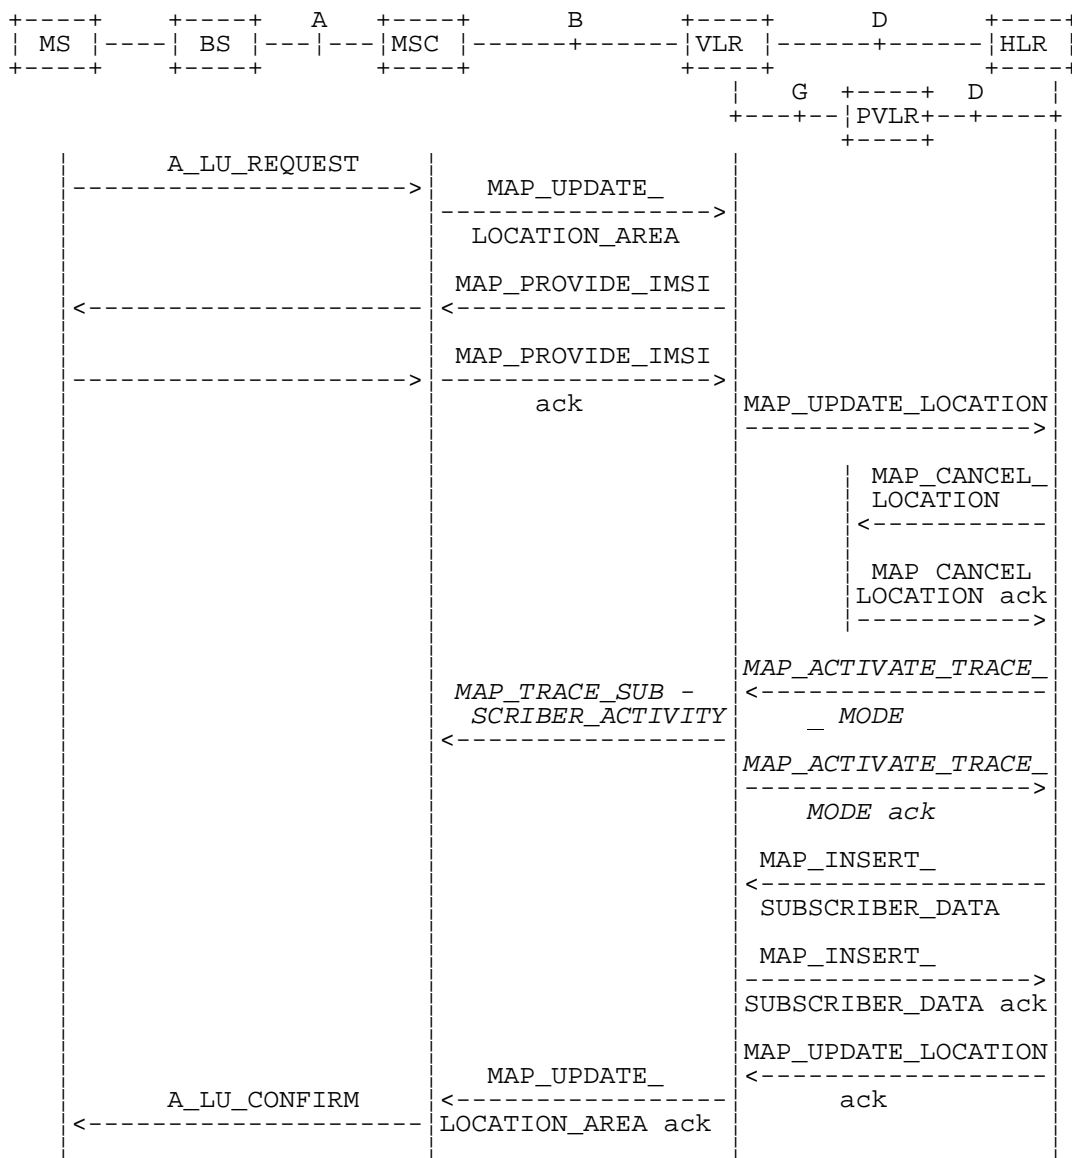 A B D
MS BS MSC VLR HLR
G D
PVLR
A_LU_REQUEST
MAP_UPDATE_
LOCATION_AREA
MAP_PROVIDE_IMSI
MAP_PROVIDE_IMSI
ack MAP_UPDATE_LOCATION
MAP_CANCEL_
LOCATION
MAP CANCEL
LOCATION ack
MAP_ACTIVATE_TRACE_
MAP_TRACE_SUB -
SCRIBER_ACTIVITY _ MODE
MAP_ACTIVATE_TRACE_
MODE ack
MAP_INSERT_
SUBSCRIBER_DATA
MAP_INSERT_
SUBSCRIBER_DATA ack
MAP_UPDATE_LOCATION
MAP_UPDATE_
A_LU_CONFIRM ack
LOCATION_AREA ack